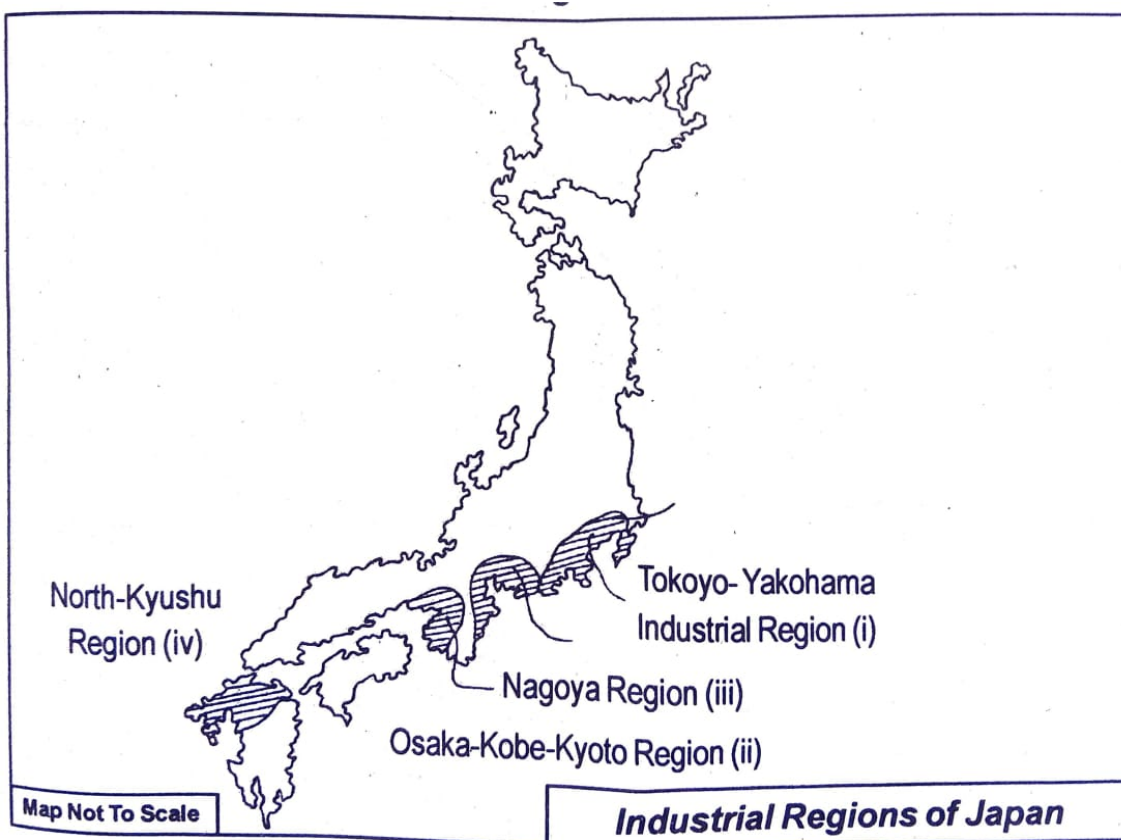 North-Kyushu
Region (iv)
Tokoyo-Yakohama
Industrial Region (i)
Nagoya Region (iii)
Osaka-Kobe-Kyoto Region (ii)
Map Not To Scale
Industrial Regions of Japan